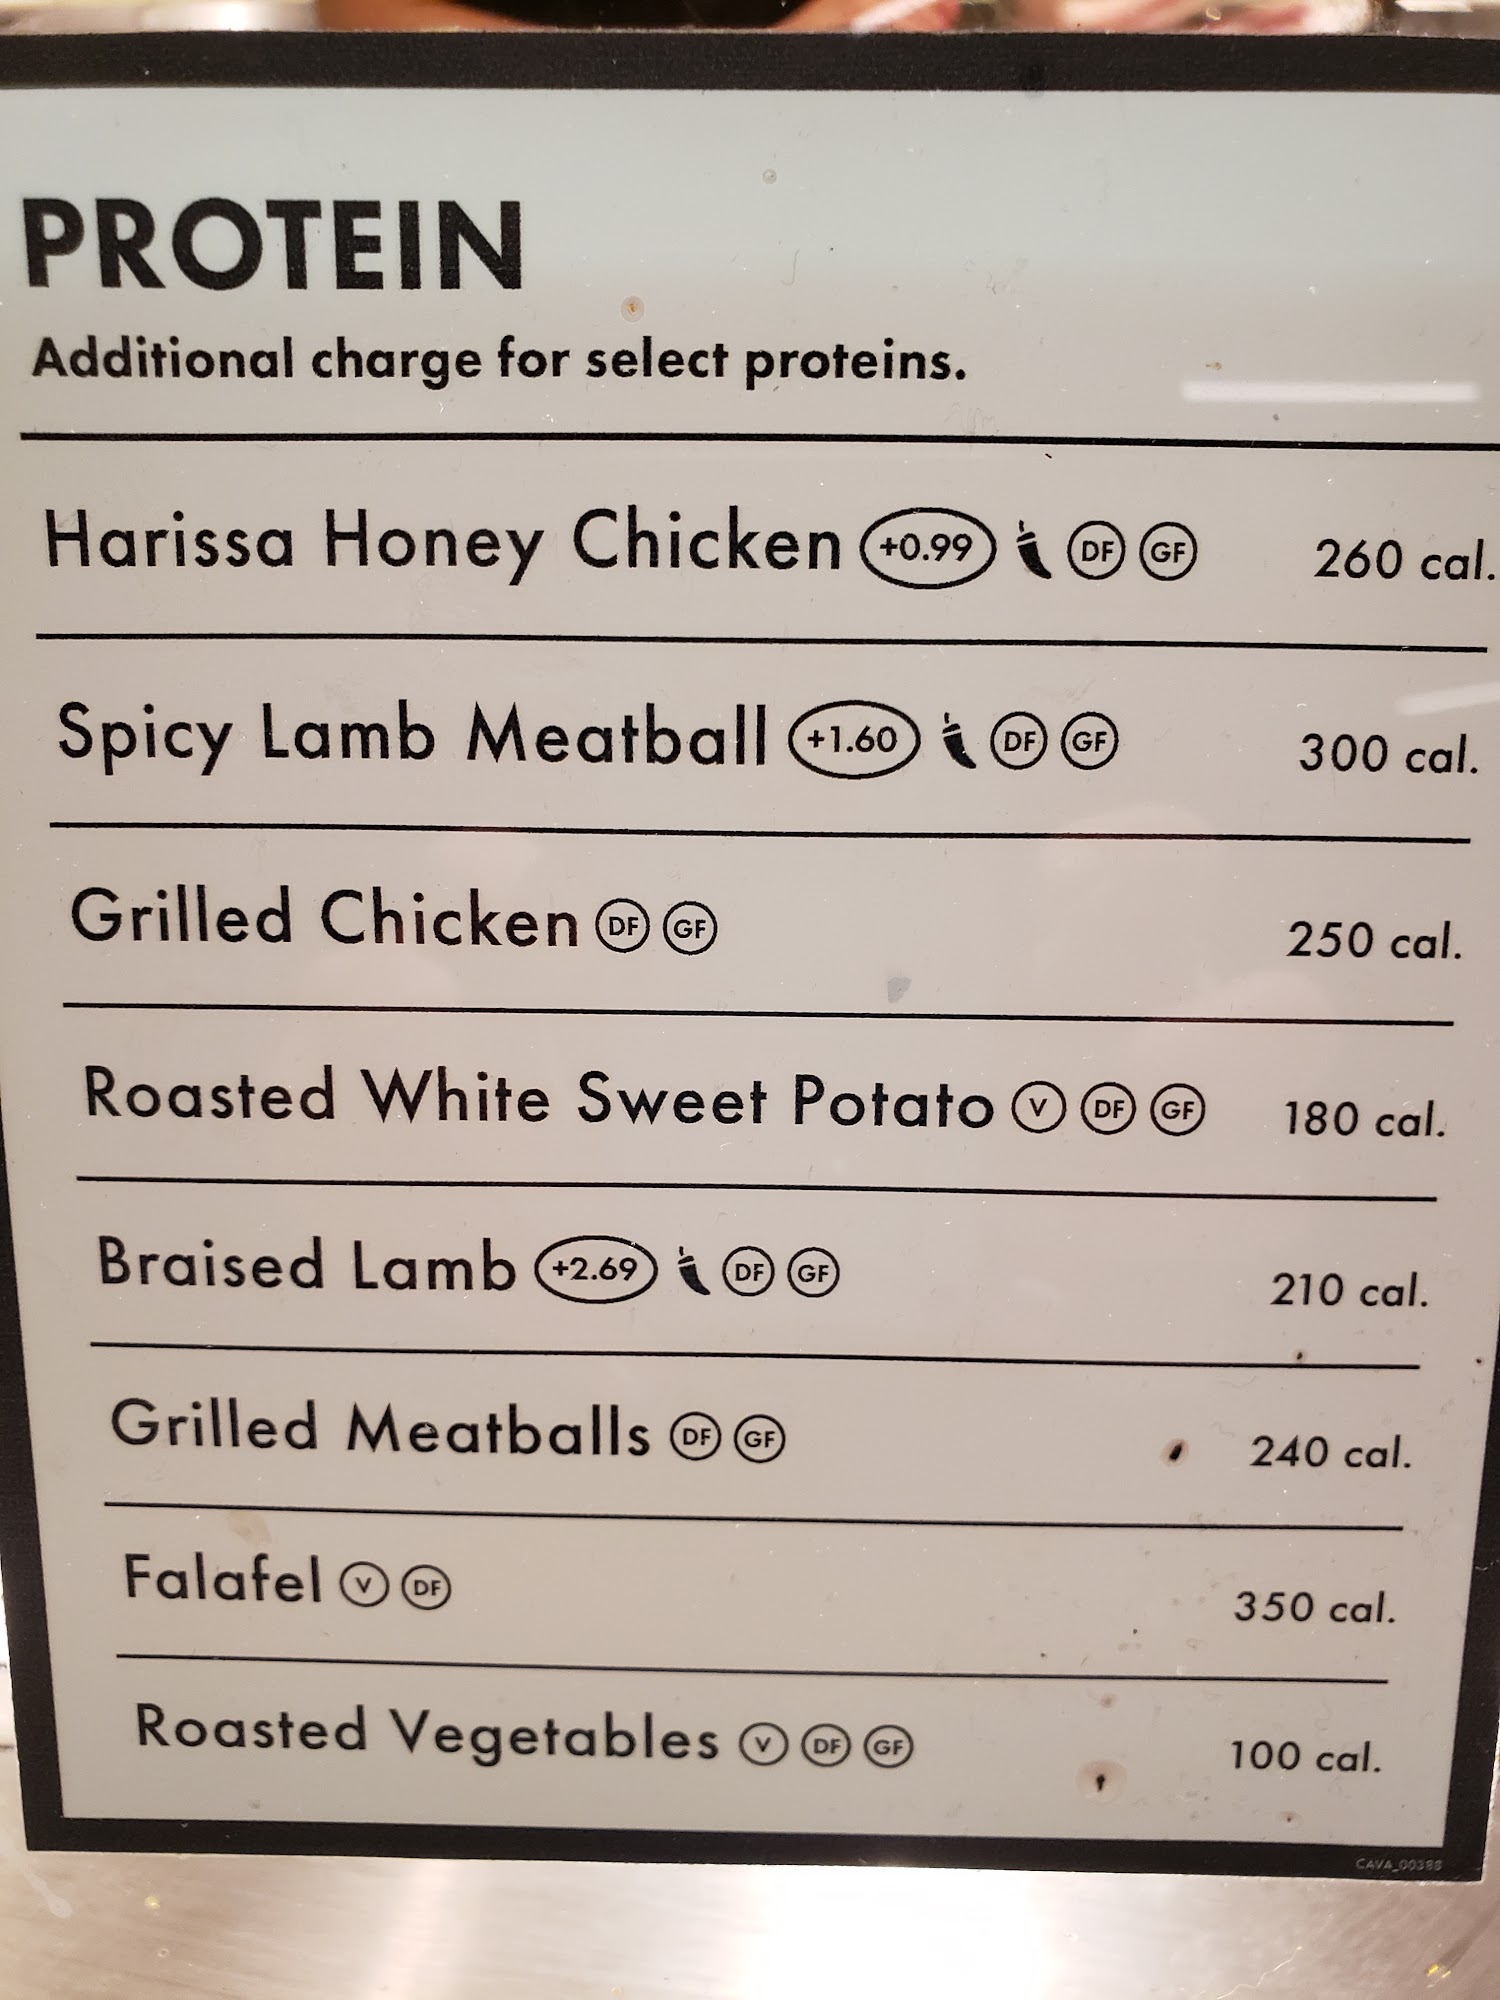 PROTEIN
Additional charge for select proteins.
Harissa Honey Chicken +0.99 DF GF 260 cal.
Spicy Lamb Meatball +1.60 DF GF 300 cal.
Grilled Chicken DF GF 250 cal.
Roasted White Sweet Potato V DF GF 180 cal.
Braised Lamb +2.69 DF GF 210 cal.
Grilled Meatballs DF GF 240 cal.
Falafel V DF 350 cal.
Roasted Vegetables V DF GF 100 cal.
CAVA_00388